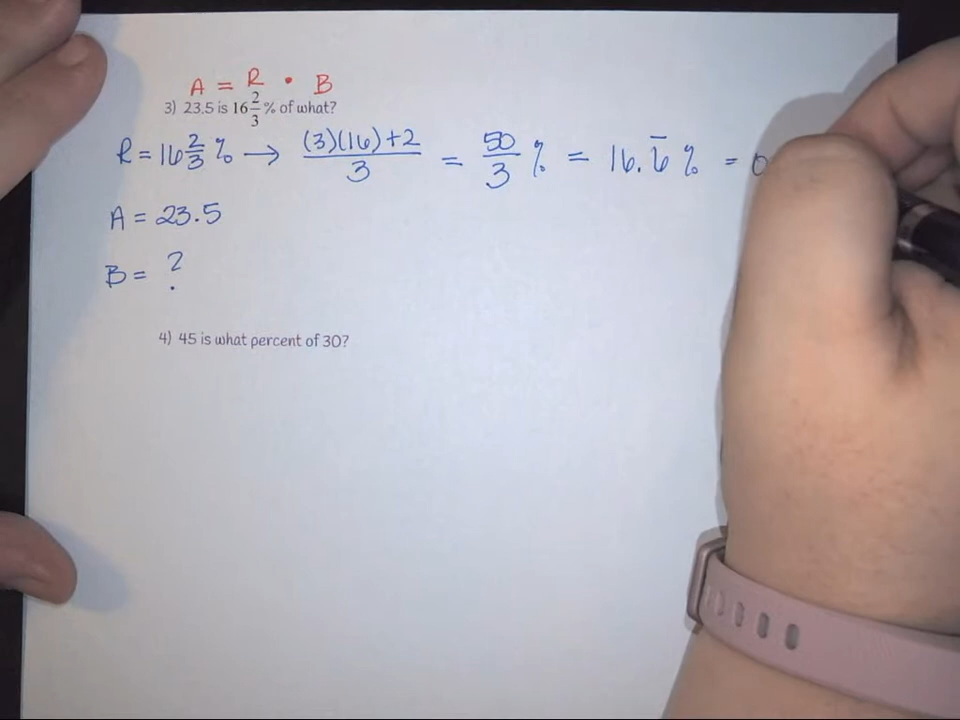 A = R • B
3) 23.5 is 16 2/3 % of what?
R = 16 2/3 % → (3)(16)+2 / 3 = 50/3 % = 16.6̅ % = 0
A = 23.5
B = ?
4) 45 is what percent of 30?